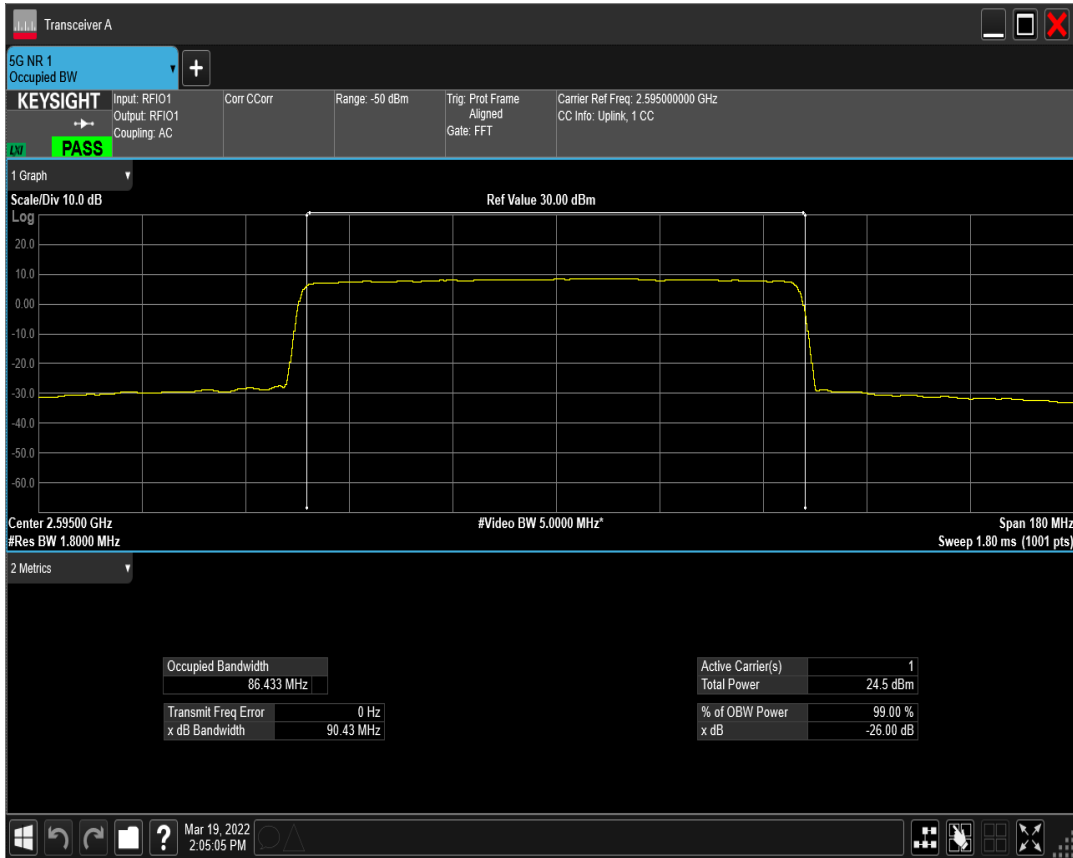 Transceiver A
5G NR 1
Occupied BW
+
KEYSIGHT
LXI
PASS
Input: RFIO1
Output: RFIO1
Coupling: AC
Corr CCorr
Range: -50 dBm
Trig: Prot Frame
Aligned
Gate: FFT
Carrier Ref Freq: 2.595000000 GHz
CC Info: Uplink, 1 CC
1 Graph
Scale/Div 10.0 dB
Ref Value 30.00 dBm
Log
20.0
10.0
0.00
-10.0
-20.0
-30.0
-40.0
-50.0
-60.0
Center 2.59500 GHz
#Video BW 5.0000 MHz*
Span 180 MHz
#Res BW 1.8000 MHz
Sweep 1.80 ms (1001 pts)
2 Metrics
Occupied Bandwidth
86.433 MHz
Transmit Freq Error 0 Hz
x dB Bandwidth 90.43 MHz
Active Carrier(s) 1
Total Power 24.5 dBm
% of OBW Power 99.00 %
x dB -26.00 dB
?
Mar 19, 2022
2:05:05 PM